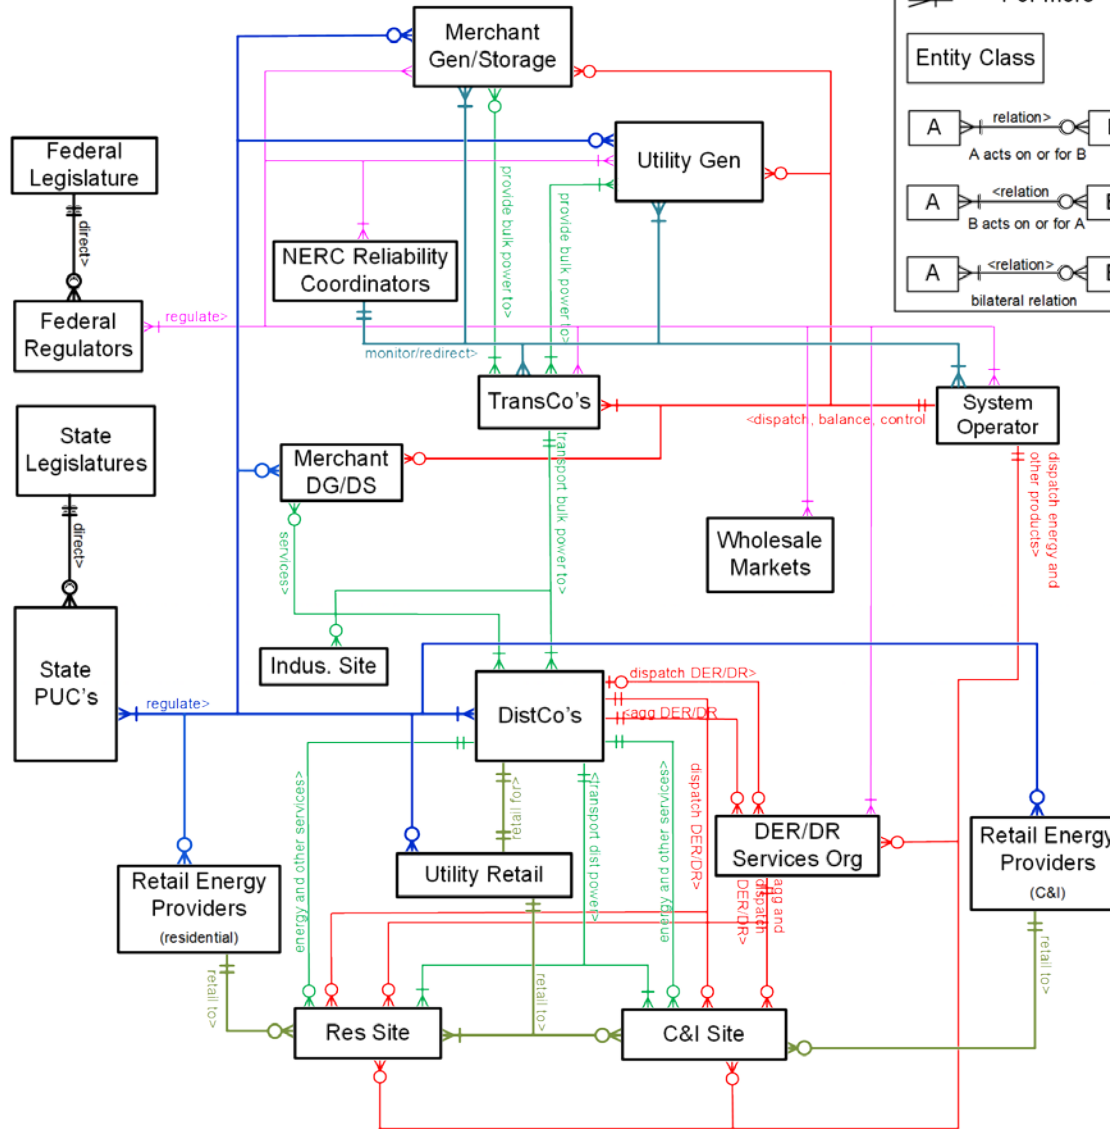 Merchant
Gen/Storage
Entity Class
A
relation>
A acts on or for B
A
<relation
B acts on or for A
A
<relation>
bilateral relation
Federal
Legislature
direct>
Utility Gen
NERC Reliability
Coordinators
provide bulk power to>
provide bulk power to>
Federal
Regulators
regulate>
monitor/redirect>
TransCo's
System
Operator
<dispatch, balance, control
State
Legislatures
direct>
Merchant
DG/DS
transport bulk power to>
dispatch energy and
other products>
services>
Wholesale
Markets
State
PUC's
Indus. Site
regulate>
DistCo's
dispatch DER/DR>
<agg DER/DR
energy and other services>
retail for>
<transport dist power>
energy and other services>
dispatch DER/DR>
DER/DR
Services Org
Retail Energy
Providers
(C&I)
Retail Energy
Providers
(residential)
Utility Retail
agg and
dispatch
DER/DR>
retail to>
retail to>
retail to>
Res Site
C&I Site